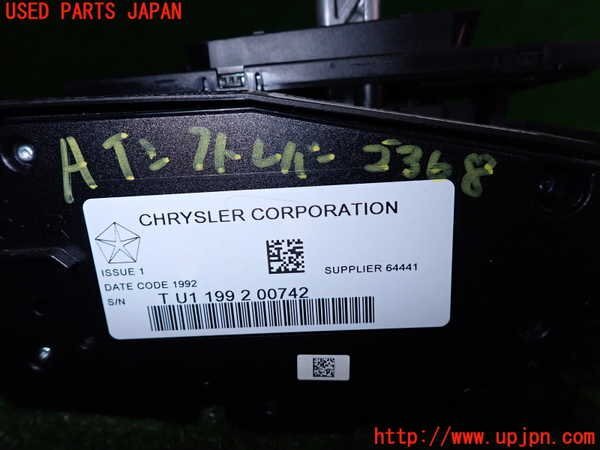 USED PARTS JAPAN
ATシフトレバー 2368
CHRYSLER CORPORATION
ISSUE 1
SUPPLIER 64441
DATE CODE 1992
S/N T U1 199 2 00742
http://www.upjpn.com/